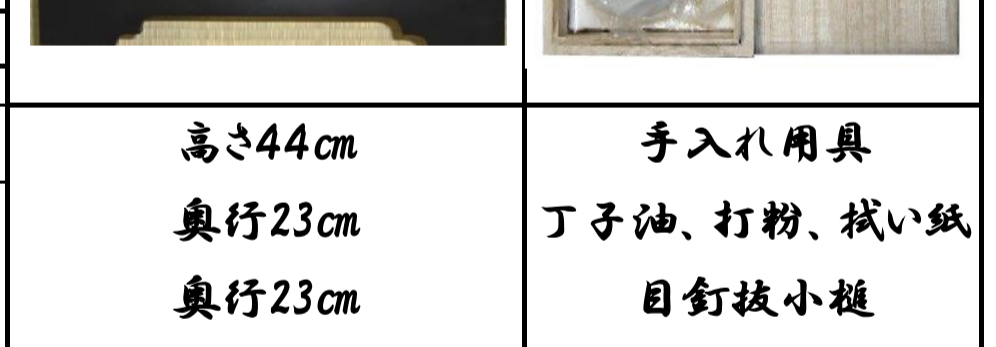 高さ44cm
奥行23cm
奥行23cm
手入れ用具
丁子油、打粉、拭い紙
目釘抜小槌